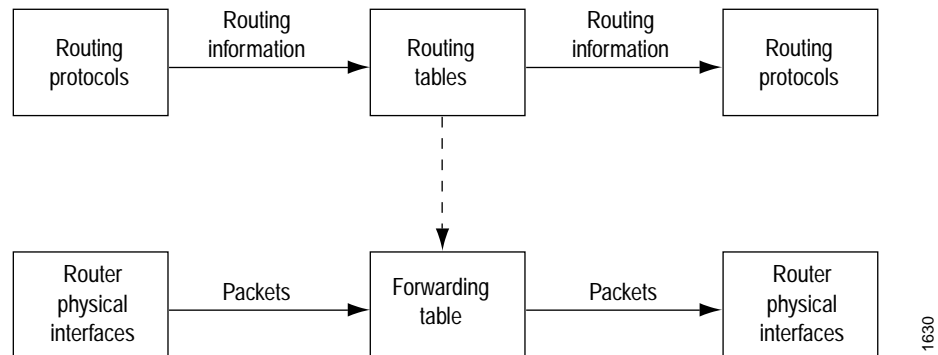 Routing
protocols
Routing
information
Routing
tables
Routing
information
Routing
protocols
Router
physical
interfaces
Packets
Forwarding
table
Packets
Router
physical
interfaces
1630